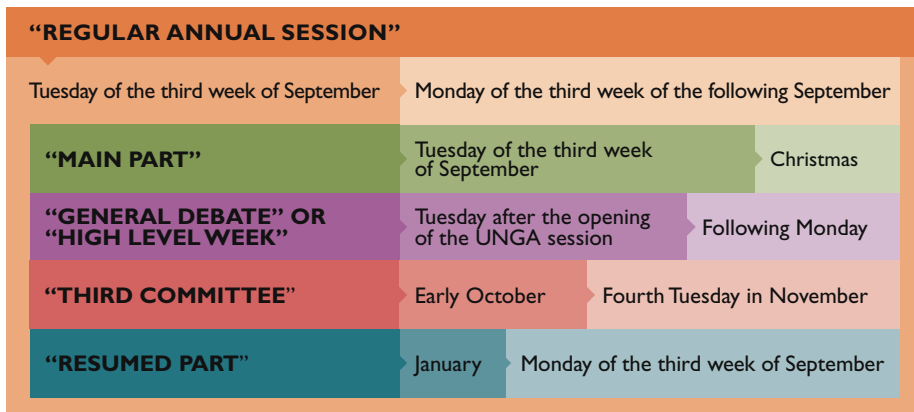 “REGULAR ANNUAL SESSION”
Tuesday of the third week of September
Monday of the third week of the following September
“MAIN PART”
Tuesday of the third week
of September
Christmas
“GENERAL DEBATE” OR
“HIGH LEVEL WEEK”
Tuesday after the opening
of the UNGA session
Following Monday
“THIRD COMMITTEE”
Early October
Fourth Tuesday in November
“RESUMED PART”
January
Monday of the third week of September